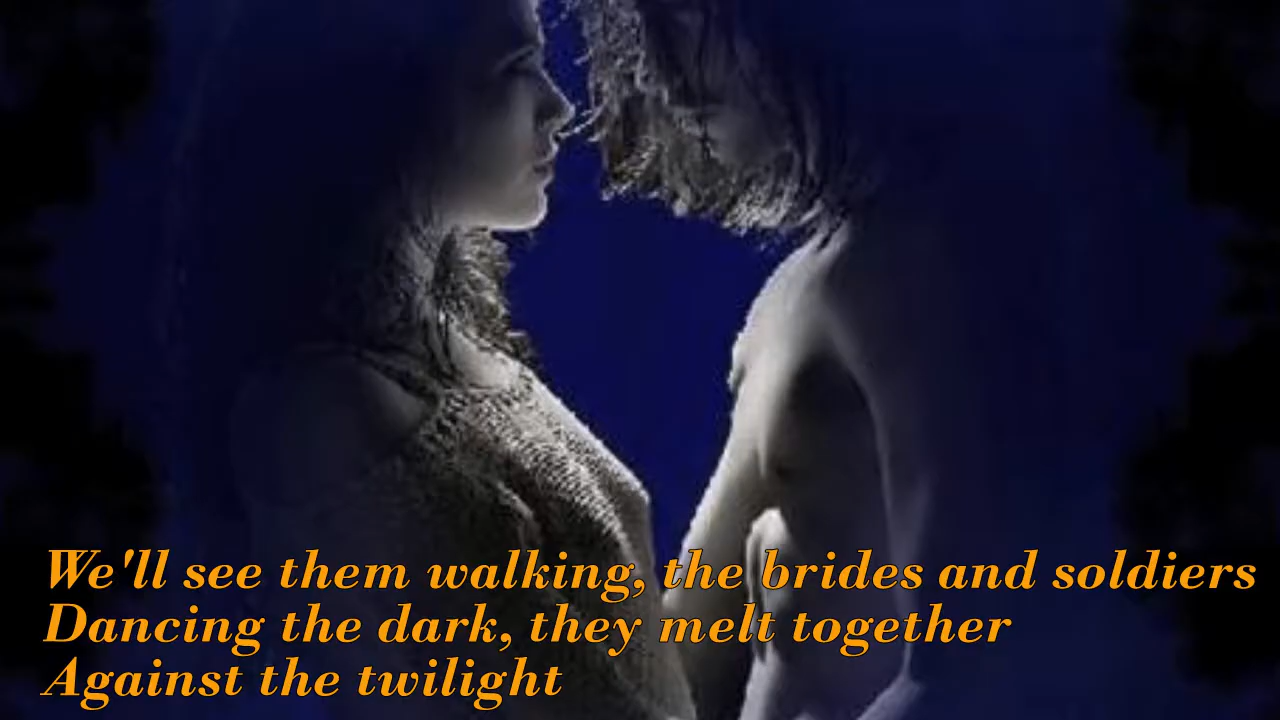 We'll see them walking, the brides and soldiers
Dancing the dark, they melt together
Against the twilight